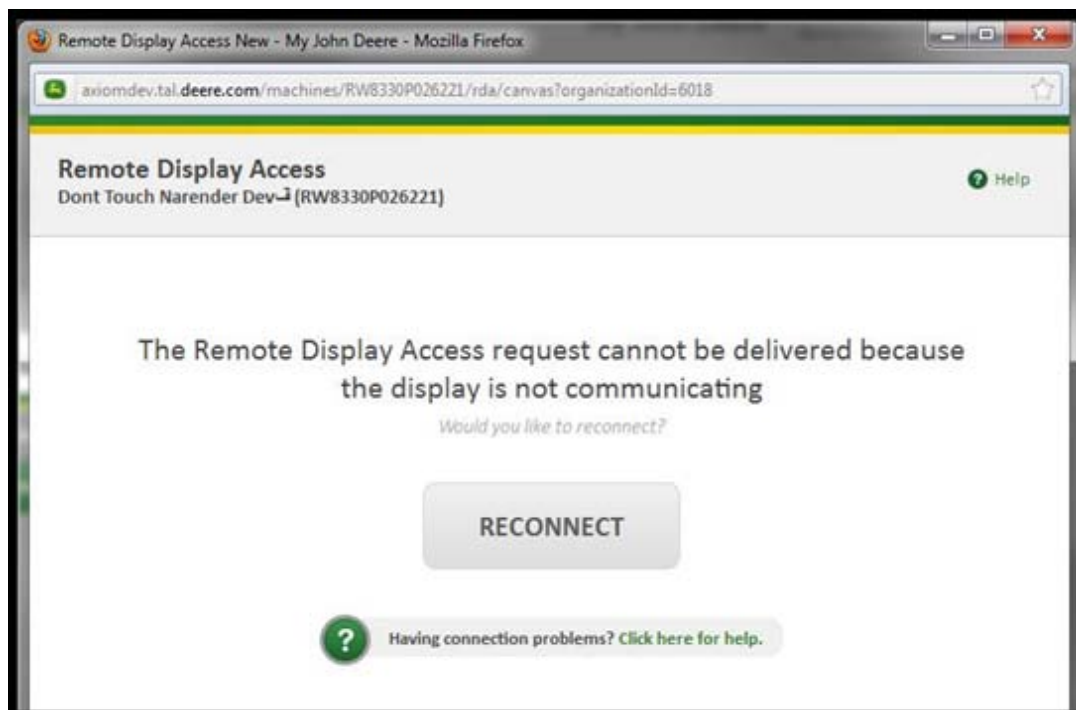 Remote Display Access New - My John Deere - Mozilla Firefox
axiomdev.tal.deere.com/machines/RW8330P026221/rda/canvas?organizationId=6018
Remote Display Access
Dont Touch Narender Dev (RW8330P026221)
? Help
The Remote Display Access request cannot be delivered because
the display is not communicating
Would you like to reconnect?
RECONNECT
? Having connection problems? Click here for help.